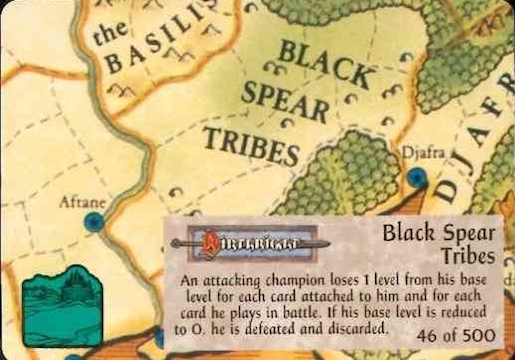 the
BASILIS
BLACK
SPEAR
TRIBES
DJAFR
Djafra
Aftane
BIRTHRIGHT
Black Spear
Tribes
An attacking champion loses 1 level from his base
level for each card attached to him and for each
card he plays in battle. If his base level is reduced
to 0, he is defeated and discarded.
46 of 500